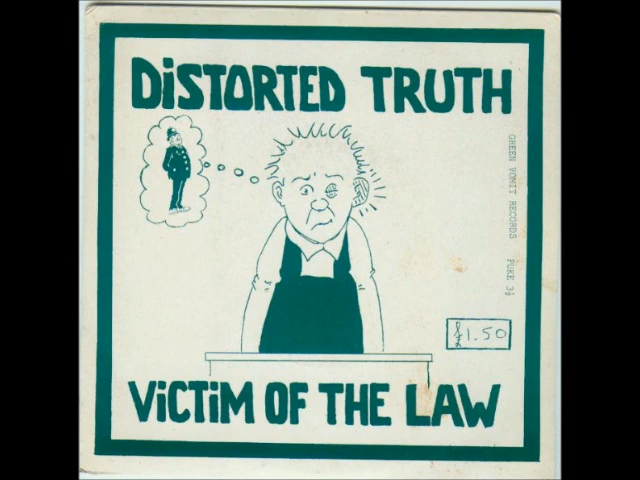 DiSTORTED TRUTH
GREEN VOMIT RECORDS PUKE 3½
£1.50
ViCTiM OF THE LAW